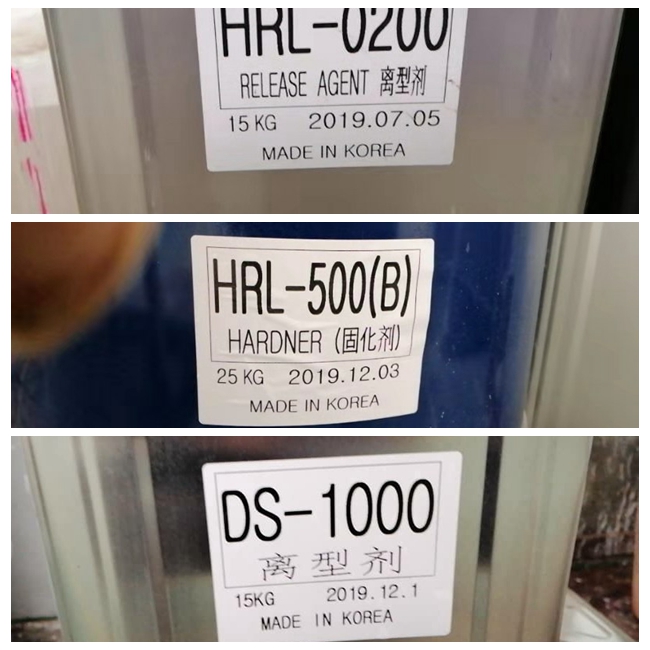 HRL-0200
RELEASE AGENT 离型剂
15 KG 2019.07.05
MADE IN KOREA
HRL-500(B)
HARDNER (固化剂)
25 KG 2019.12.03
MADE IN KOREA
DS-1000
离型剂
15KG 2019.12.1
MADE IN KOREA